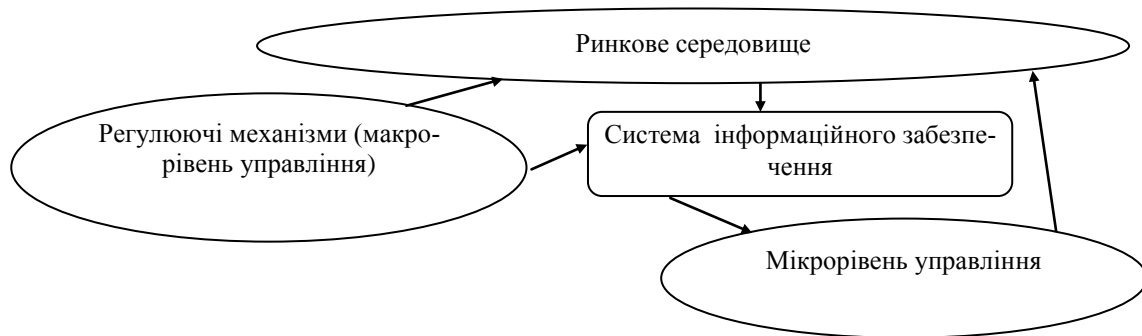 Ринкове середовище
Регулюючі механізми (макро-
рівень управління)
Система інформаційного забезпе-
чення
Мікрорівень управління